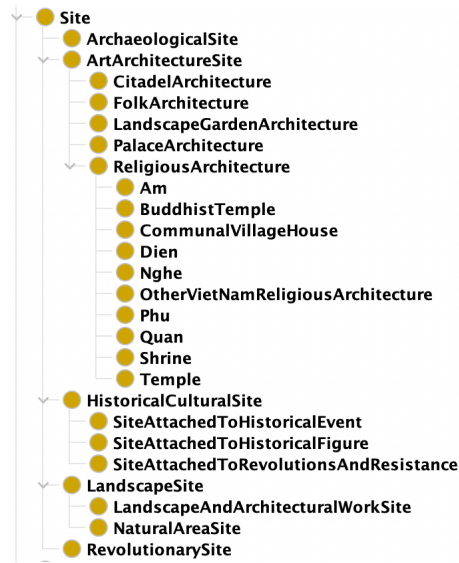 Site
ArchaeologicalSite
ArtArchitectureSite
CitadelArchitecture
FolkArchitecture
LandscapeGardenArchitecture
PalaceArchitecture
ReligiousArchitecture
Am
BuddhistTemple
CommunalVillageHouse
Dien
Nghe
OtherVietNamReligiousArchitecture
Phu
Quan
Shrine
Temple
HistoricalCulturalSite
SiteAttachedToHistoricalEvent
SiteAttachedToHistoricalFigure
SiteAttachedToRevolutionsAndResistance
LandscapeSite
LandscapeAndArchitecturalWorkSite
NaturalAreaSite
RevolutionarySite